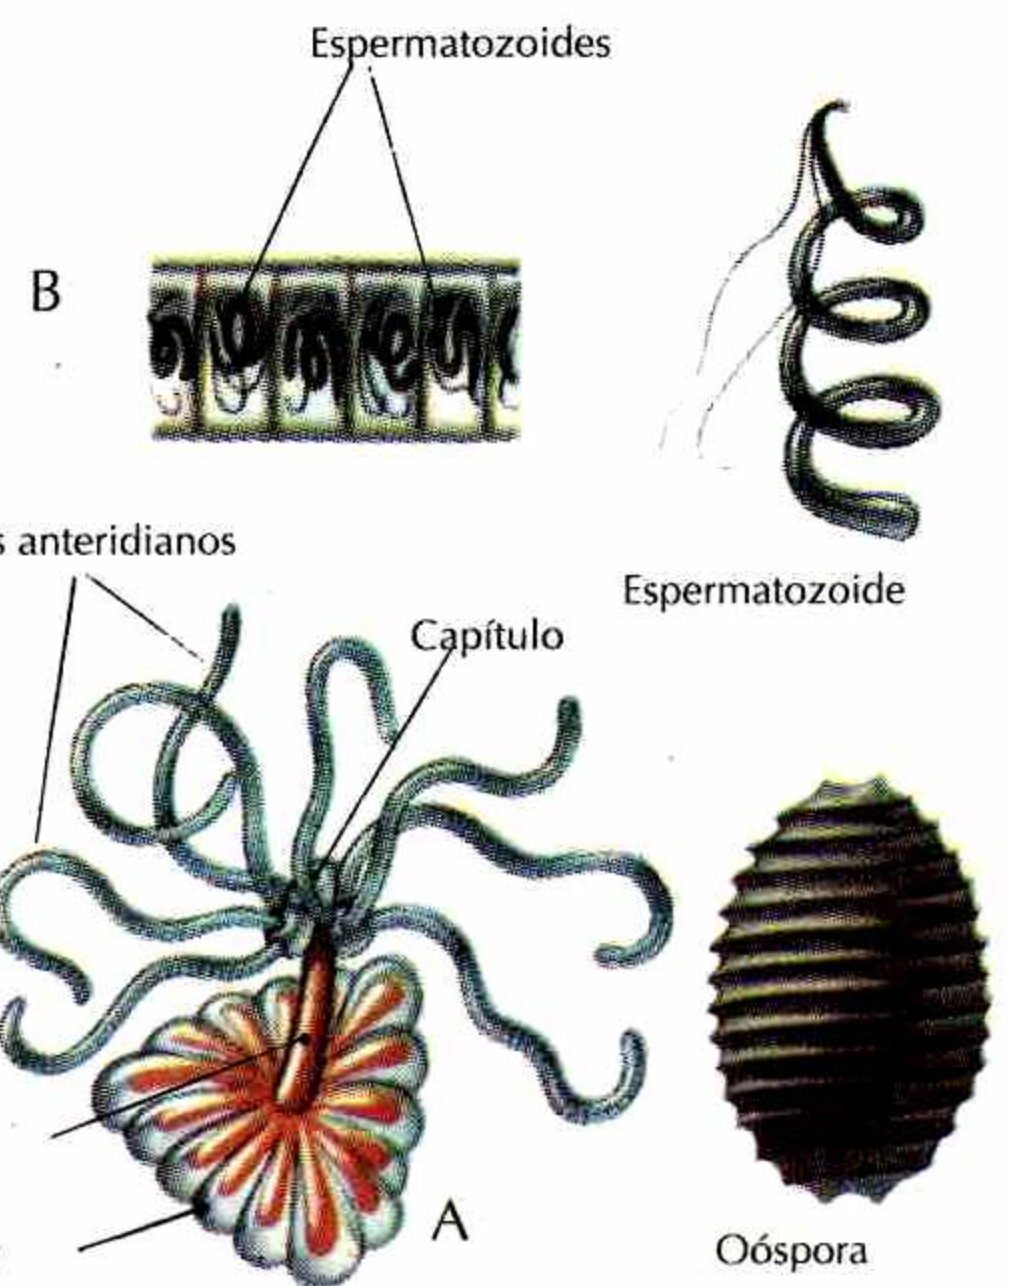 Espermatozoides
B
s anteridianos
Espermatozoide
Capítulo
A
Oóspora